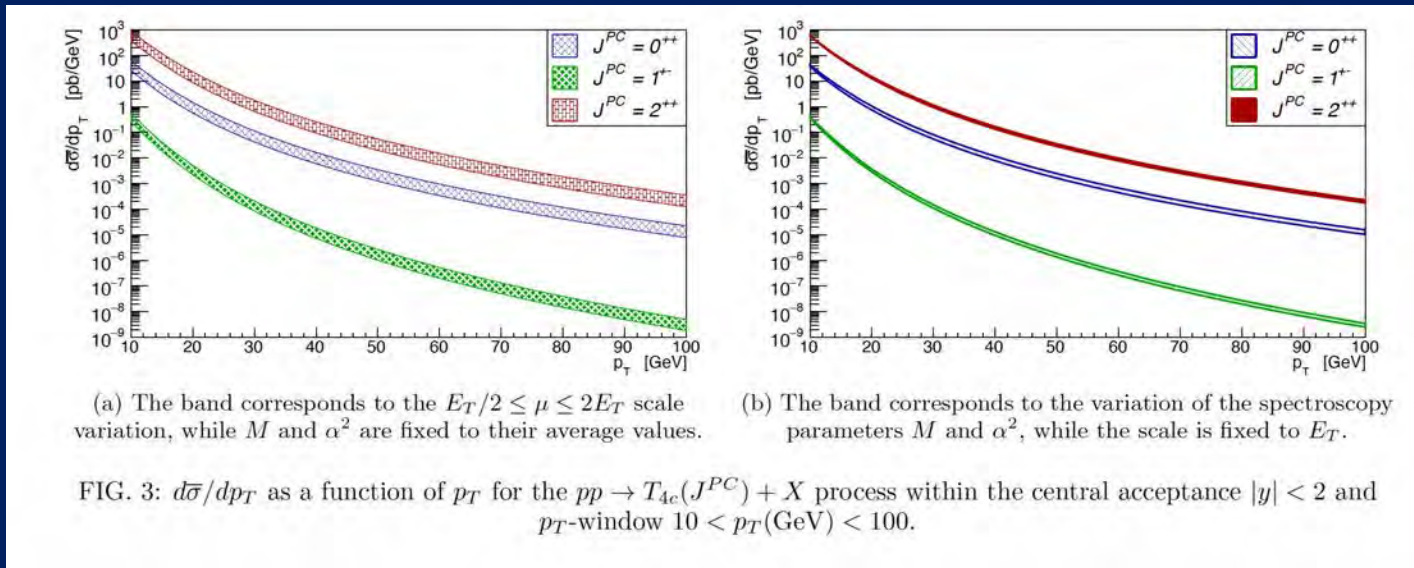 10³
10²
10
1
10⁻¹
10⁻²
10⁻³
10⁻⁴
10⁻⁵
10⁻⁶
10⁻⁷
10⁻⁸
10⁻⁹
dσ̅/dp_T [pb/GeV]
J^{PC} = 0⁺⁺
J^{PC} = 1⁺⁻
J^{PC} = 2⁺⁺
10 20 30 40 50 60 70 80 90 100
p_T [GeV]
10³
10²
10
1
10⁻¹
10⁻²
10⁻³
10⁻⁴
10⁻⁵
10⁻⁶
10⁻⁷
10⁻⁸
10⁻⁹
dσ̅/dp_T [pb/GeV]
J^{PC} = 0⁺⁺
J^{PC} = 1⁺⁻
J^{PC} = 2⁺⁺
10 20 30 40 50 60 70 80 90 100
p_T [GeV]
(a) The band corresponds to the E_T/2 ≤ μ ≤ 2E_T scale
variation, while M and α² are fixed to their average values.
(b) The band corresponds to the variation of the spectroscopy
parameters M and α², while the scale is fixed to E_T.
FIG. 3: dσ̅/dp_T as a function of p_T for the pp → T_{4c}(J^{PC}) + X process within the central acceptance |y| < 2 and
p_T-window 10 < p_T(GeV) < 100.